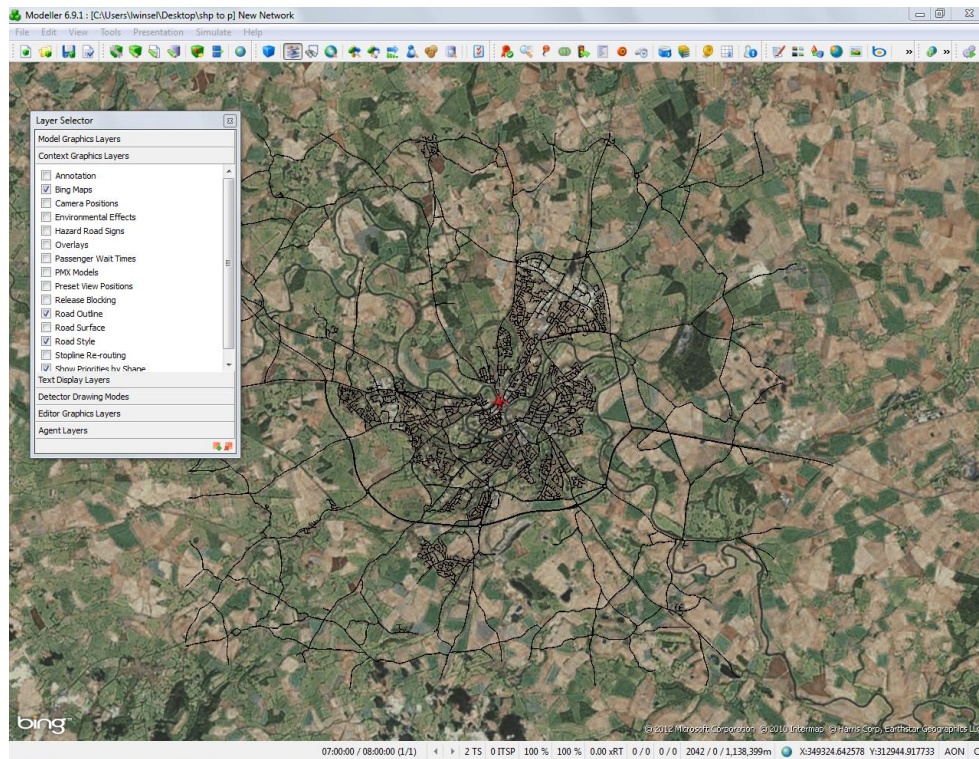 Modeller 6.9.1 : [C:\Users\lwinsel\Desktop\shp to p] New Network
File Edit View Tools Presentation Simulate Help
Layer Selector
Model Graphics Layers
Context Graphics Layers
Annotation
Bing Maps
Camera Positions
Environmental Effects
Hazard Road Signs
Overlays
Passenger Wait Times
PMX Models
Preset View Positions
Release Blocking
Road Outline
Road Surface
Road Style
Stopline Re-routing
Show Priorities by Shape
Text Display Layers
Detector Drawing Modes
Editor Graphics Layers
Agent Layers
bing
© 2012 Microsoft Corporation © 2010 Intermap © Harris Corp, Earthstar Geographics LLC
07:00:00 / 08:00:00 (1/1) 2 TS 0 ITSP 100 % 100 % 0.00 xRT 0 / 0 0 / 0 2042 / 0 / 1,138,399m X:349324.642578 Y:312944.917733 AON